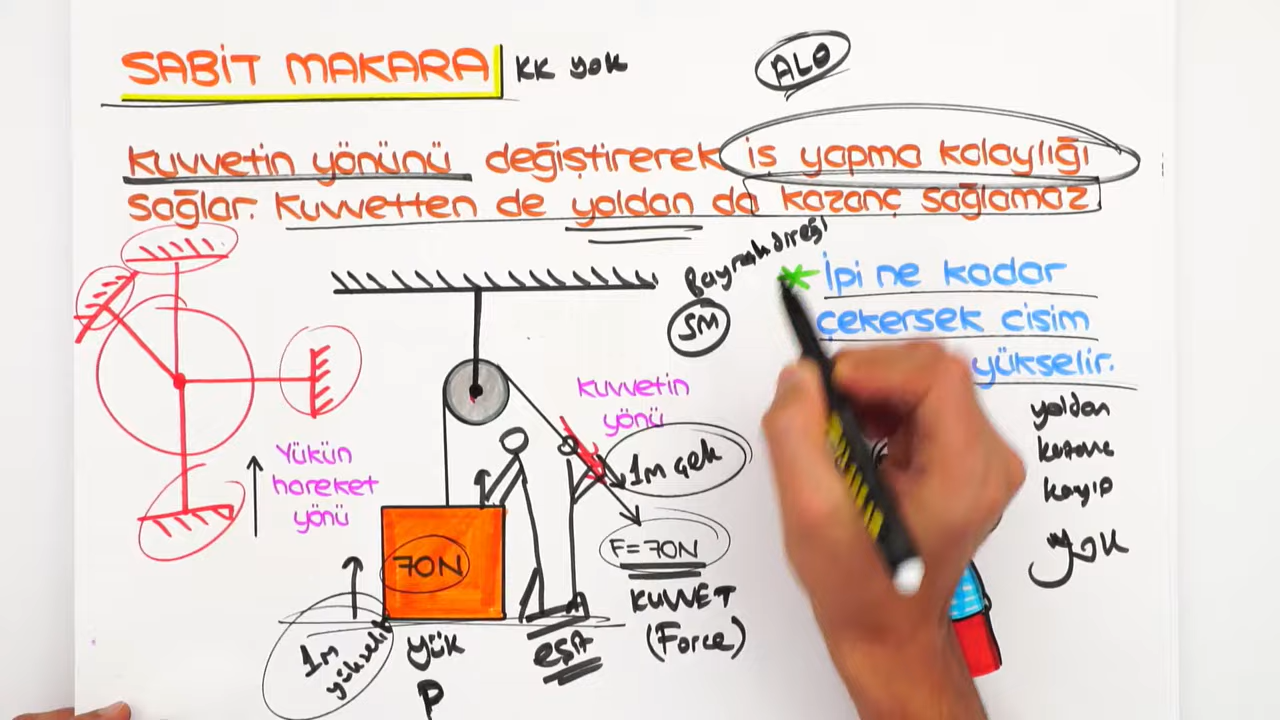 SABİT MAKARA
KK yok
ALO
Kuvvetin yönünü değiştirerek iş yapma kolaylığı
sağlar. Kuvvetten de yoldan da kazanç sağlamaz
Bayrak direği
SM
İpi ne kadar
çekersek cisim
yükselir.
Kuvvetin
yönü
1m çek
Yükün
hareket
yönü
70N
F=70N
KUVVET
(Force)
1m
yükselir
yük
P
eşit
yoldan
kazanç
kayıp
yok